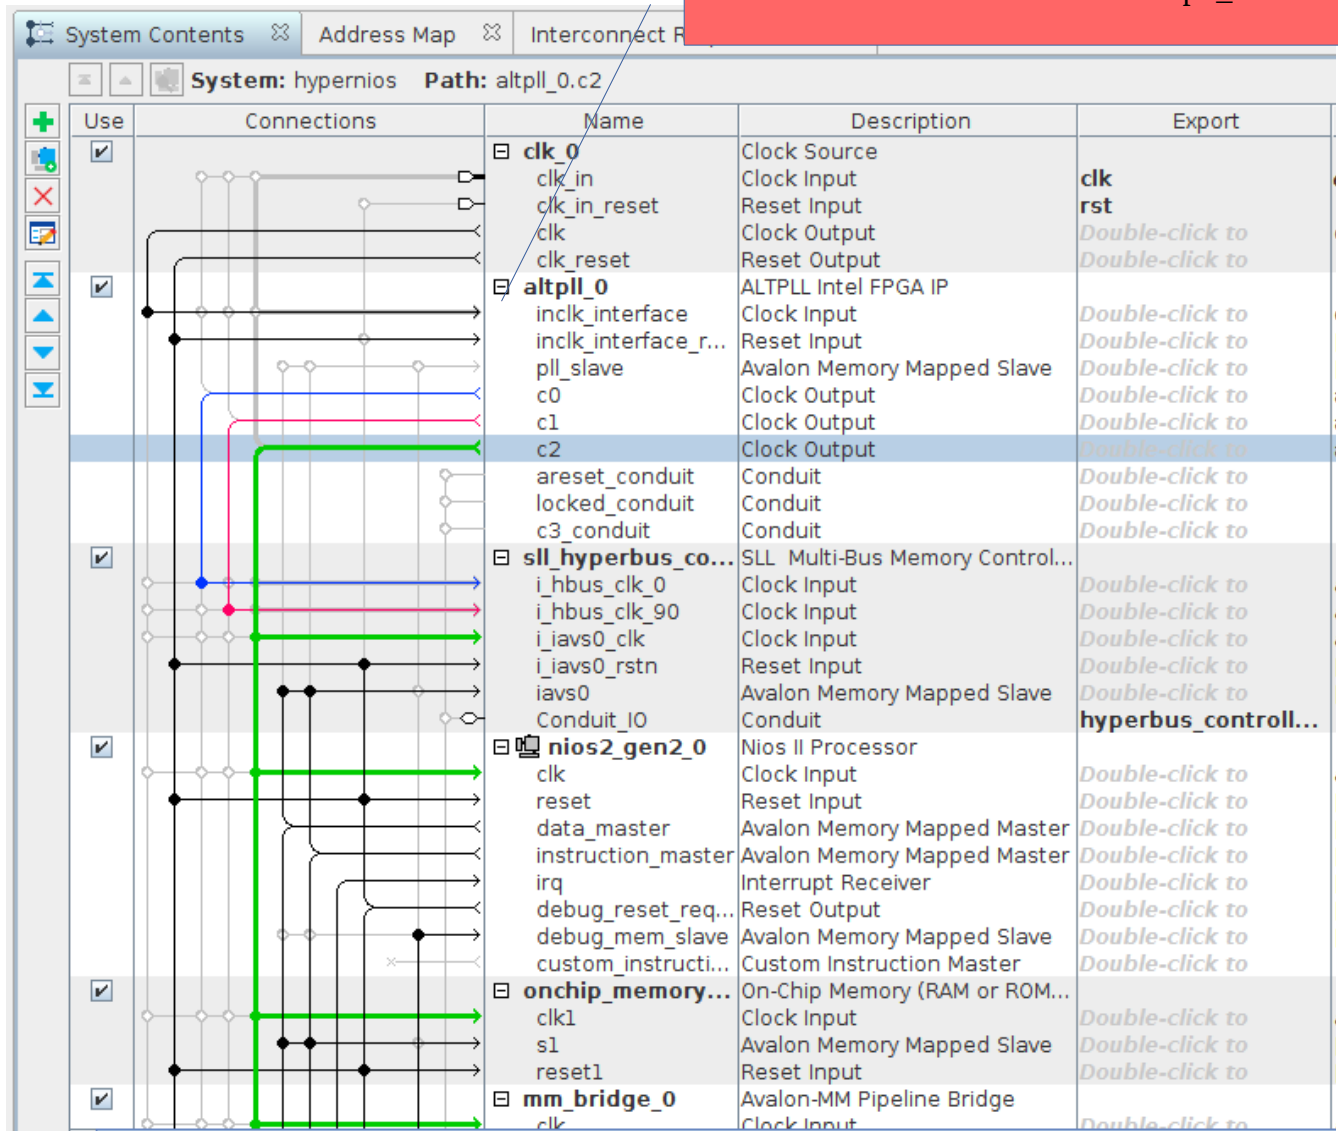 System Contents Address Map Interconnect R
System: hypernios Path: altpll_0.c2
Use Connections Name Description Export
clk_0 Clock Source
clk_in Clock Input clk
clk_in_reset Reset Input rst
clk Clock Output Double-click to
clk_reset Reset Output Double-click to
altpll_0 ALTPLL Intel FPGA IP
inclk_interface Clock Input Double-click to
inclk_interface_r... Reset Input Double-click to
pll_slave Avalon Memory Mapped Slave Double-click to
c0 Clock Output Double-click to
c1 Clock Output Double-click to
c2 Clock Output Double-click to
areset_conduit Conduit Double-click to
locked_conduit Conduit Double-click to
c3_conduit Conduit Double-click to
sll_hyperbus_co... SLL Multi-Bus Memory Control...
i_hbus_clk_0 Clock Input Double-click to
i_hbus_clk_90 Clock Input Double-click to
i_iavs0_clk Clock Input Double-click to
i_iavs0_rstn Reset Input Double-click to
iavs0 Avalon Memory Mapped Slave Double-click to
Conduit_IO Conduit hyperbus_controll...
nios2_gen2_0 Nios II Processor
clk Clock Input Double-click to
reset Reset Input Double-click to
data_master Avalon Memory Mapped Master Double-click to
instruction_master Avalon Memory Mapped Master Double-click to
irq Interrupt Receiver Double-click to
debug_reset_req... Reset Output Double-click to
debug_mem_slave Avalon Memory Mapped Slave Double-click to
custom_instructi... Custom Instruction Master Double-click to
onchip_memory... On-Chip Memory (RAM or ROM...
clk1 Clock Input Double-click to
s1 Avalon Memory Mapped Slave Double-click to
reset1 Reset Input Double-click to
mm_bridge_0 Avalon-MM Pipeline Bridge
clk Clock Input Double-click to